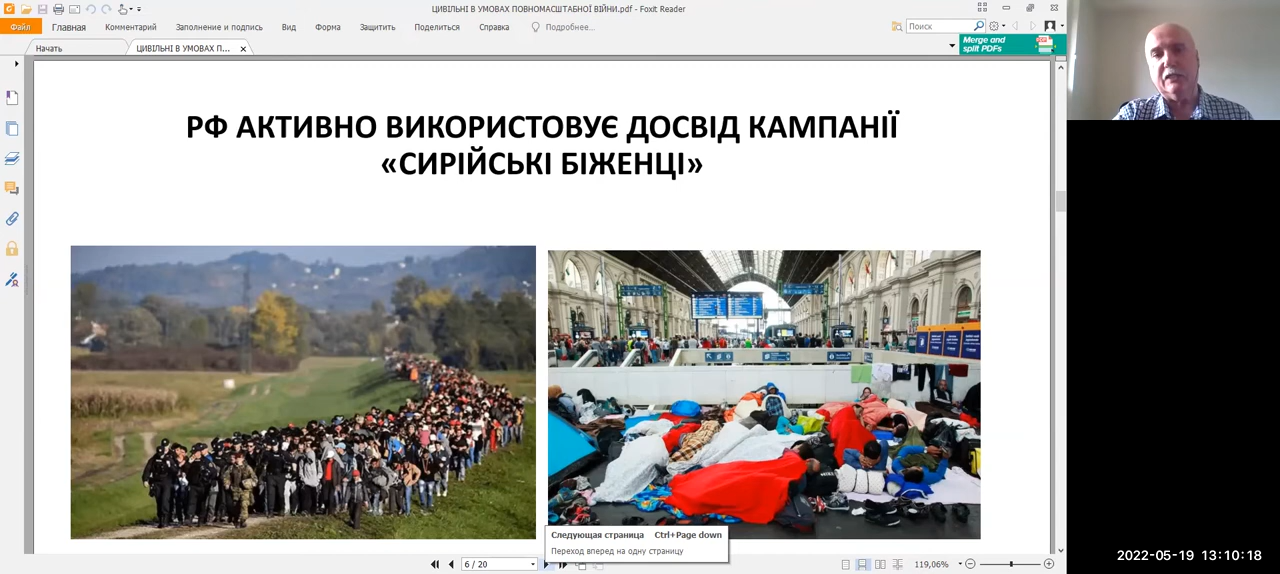 ЦИВІЛЬНІ В УМОВАХ ПОВНОМАСШТАБНОЇ ВІЙНИ.pdf - Foxit Reader
Файл Главная Комментарий Заполнение и подпись Вид Форма Защитить Поделиться Справка Подробнее... Поиск
Начать ЦИВІЛЬНІ В УМОВАХ П...
Merge and
split PDFs
РФ АКТИВНО ВИКОРИСТОВУЄ ДОСВІД КАМПАНІЇ
«СИРІЙСЬКІ БІЖЕНЦІ»
Следующая страница Ctrl+Page down
Переход вперед на одну страницу
6 / 20
119,06%
2022-05-19 13:10:18